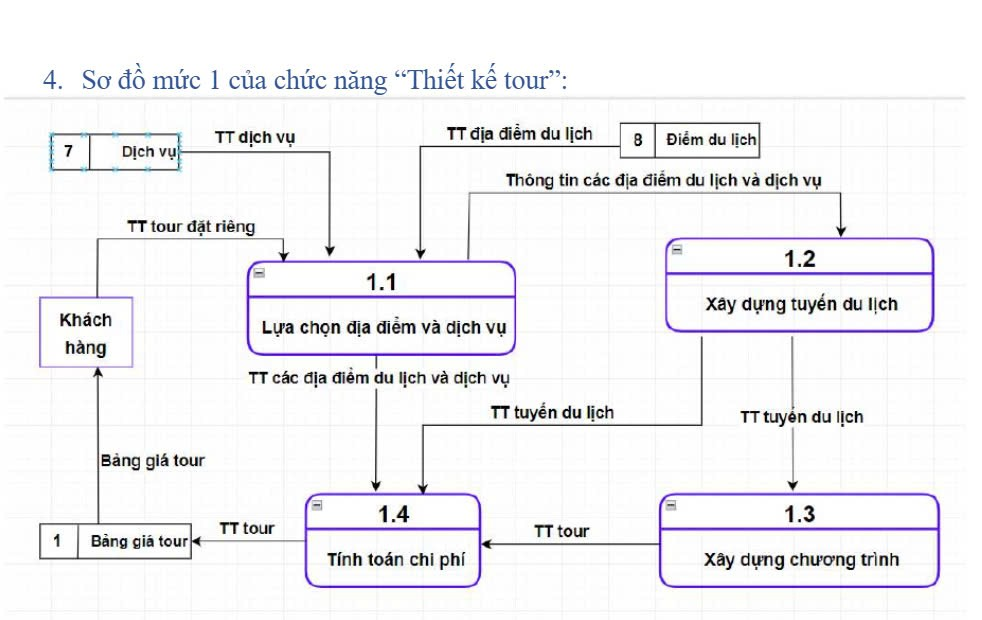 4. Sơ đồ mức 1 của chức năng “Thiết kế tour”:
7 Dịch vụ
TT dịch vụ
TT địa điểm du lịch
8 Điểm du lịch
Thông tin các địa điểm du lịch và dịch vụ
TT tour đặt riêng
1.1
Lựa chọn địa điểm và dịch vụ
1.2
Xây dựng tuyến du lịch
Khách
hàng
TT các địa điểm du lịch và dịch vụ
TT tuyến du lịch
TT tuyến du lịch
Bảng giá tour
1 Bảng giá tour
TT tour
1.4
Tính toán chi phí
TT tour
1.3
Xây dựng chương trình